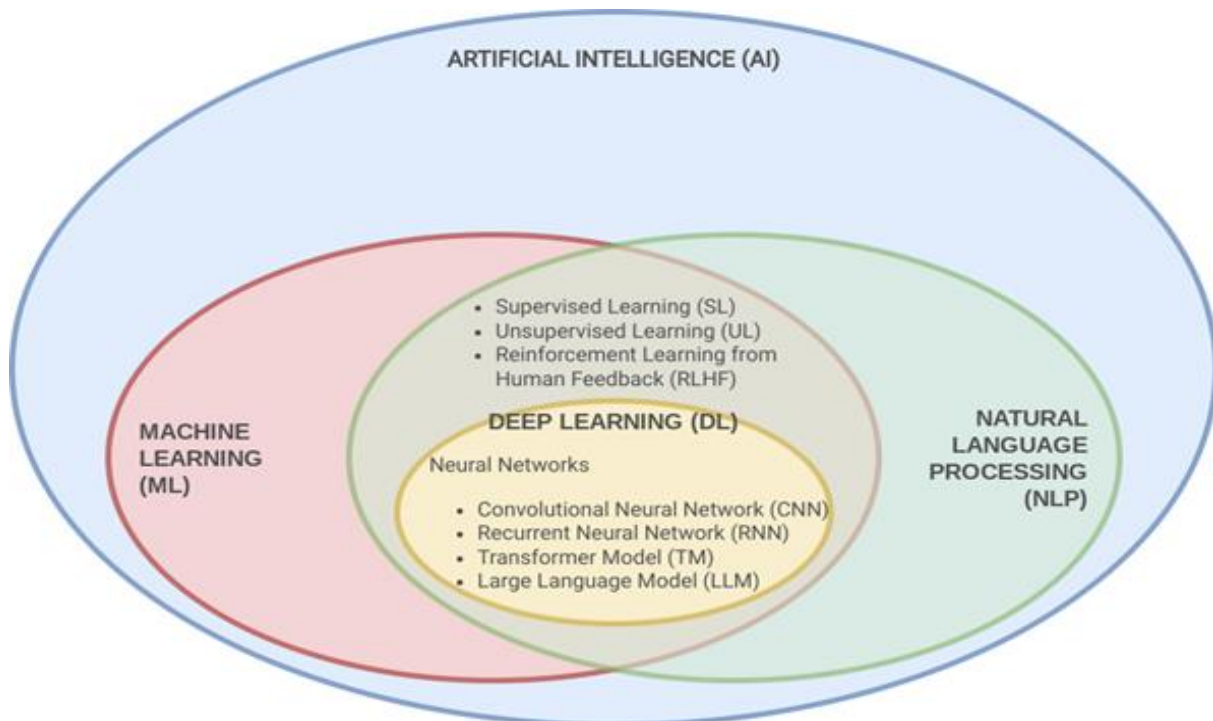 ARTIFICIAL INTELLIGENCE (AI)
• Supervised Learning (SL)
• Unsupervised Learning (UL)
• Reinforcement Learning from
Human Feedback (RLHF)
DEEP LEARNING (DL)
MACHINE
LEARNING
(ML)
Neural Networks
• Convolutional Neural Network (CNN)
• Recurrent Neural Network (RNN)
• Transformer Model (TM)
• Large Language Model (LLM)
NATURAL
LANGUAGE
PROCESSING
(NLP)